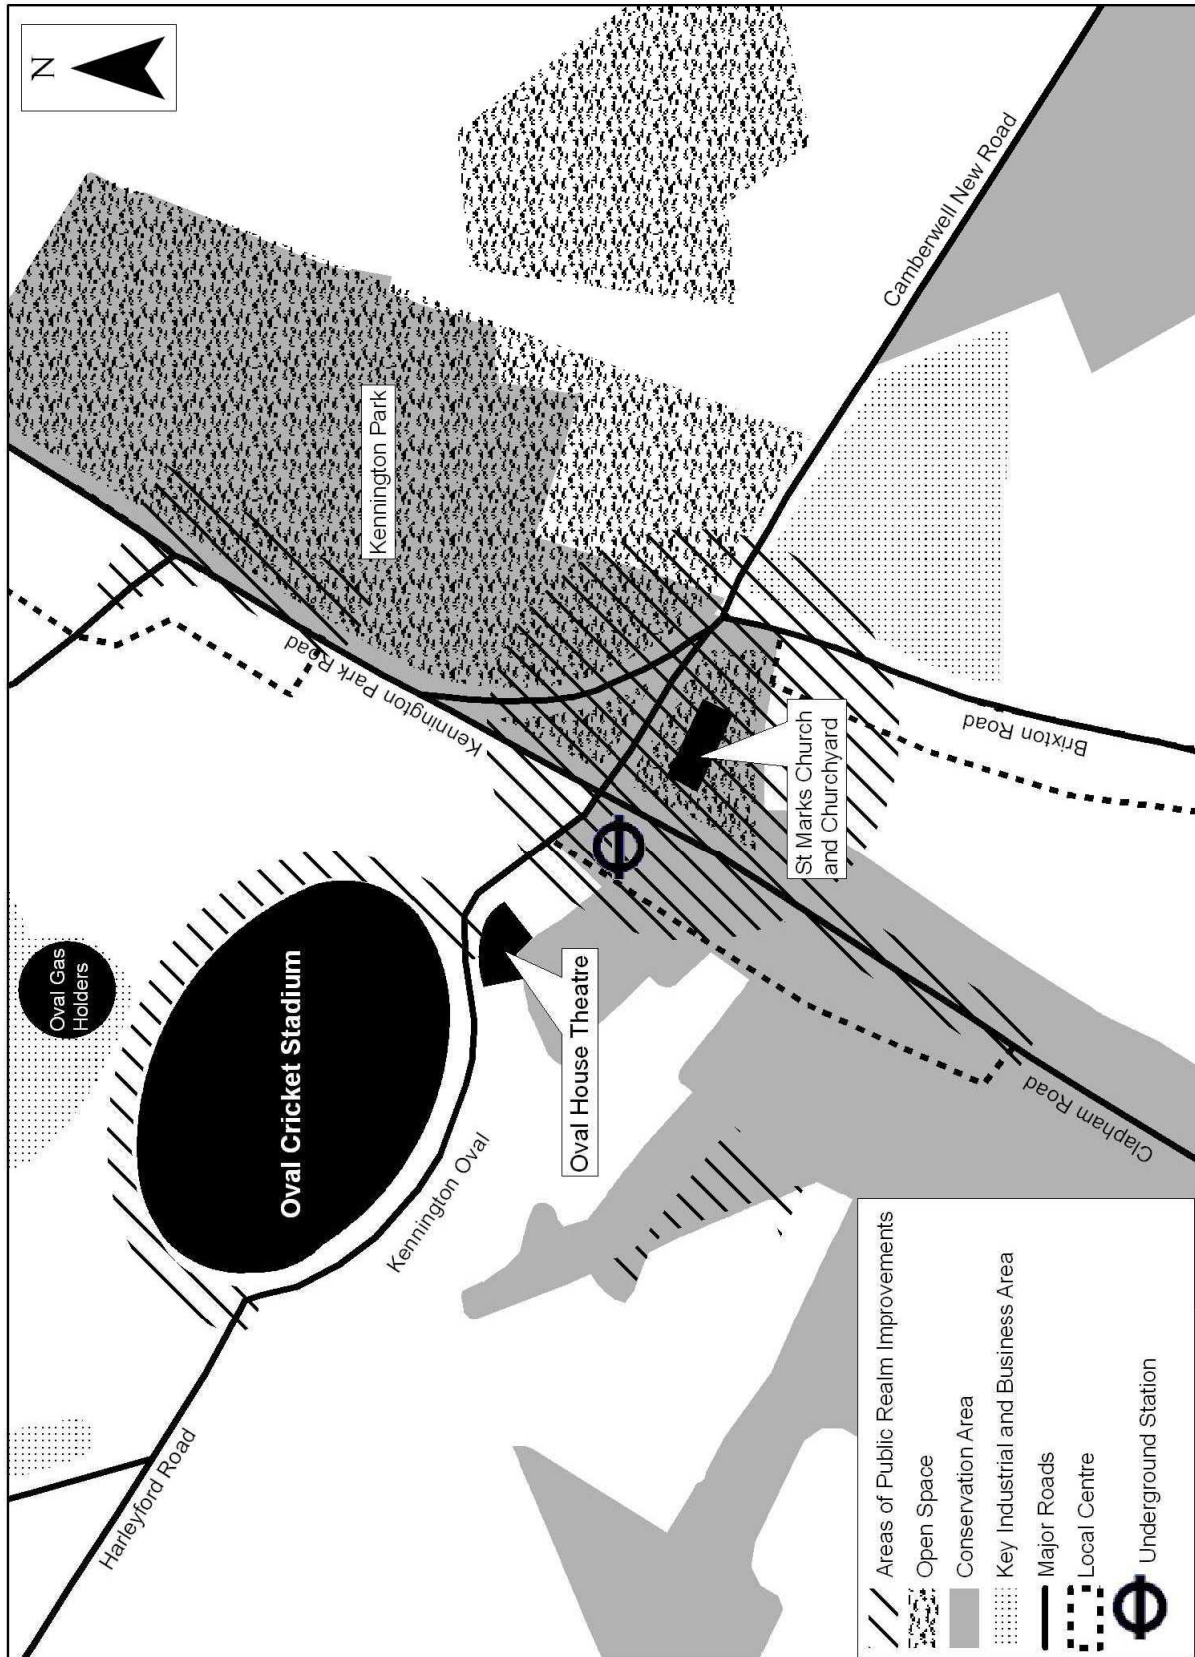 N
Oval Gas
Holders
Oval Cricket Stadium
Kennington Park
Kennington Park Road
Camberwell New Road
Harleyford Road
Kennington Oval
Oval House Theatre
St Marks Church
and Churchyard
Brixton Road
Clapham Road
Areas of Public Realm Improvements
Open Space
Conservation Area
Key Industrial and Business Area
Major Roads
Local Centre
Underground Station